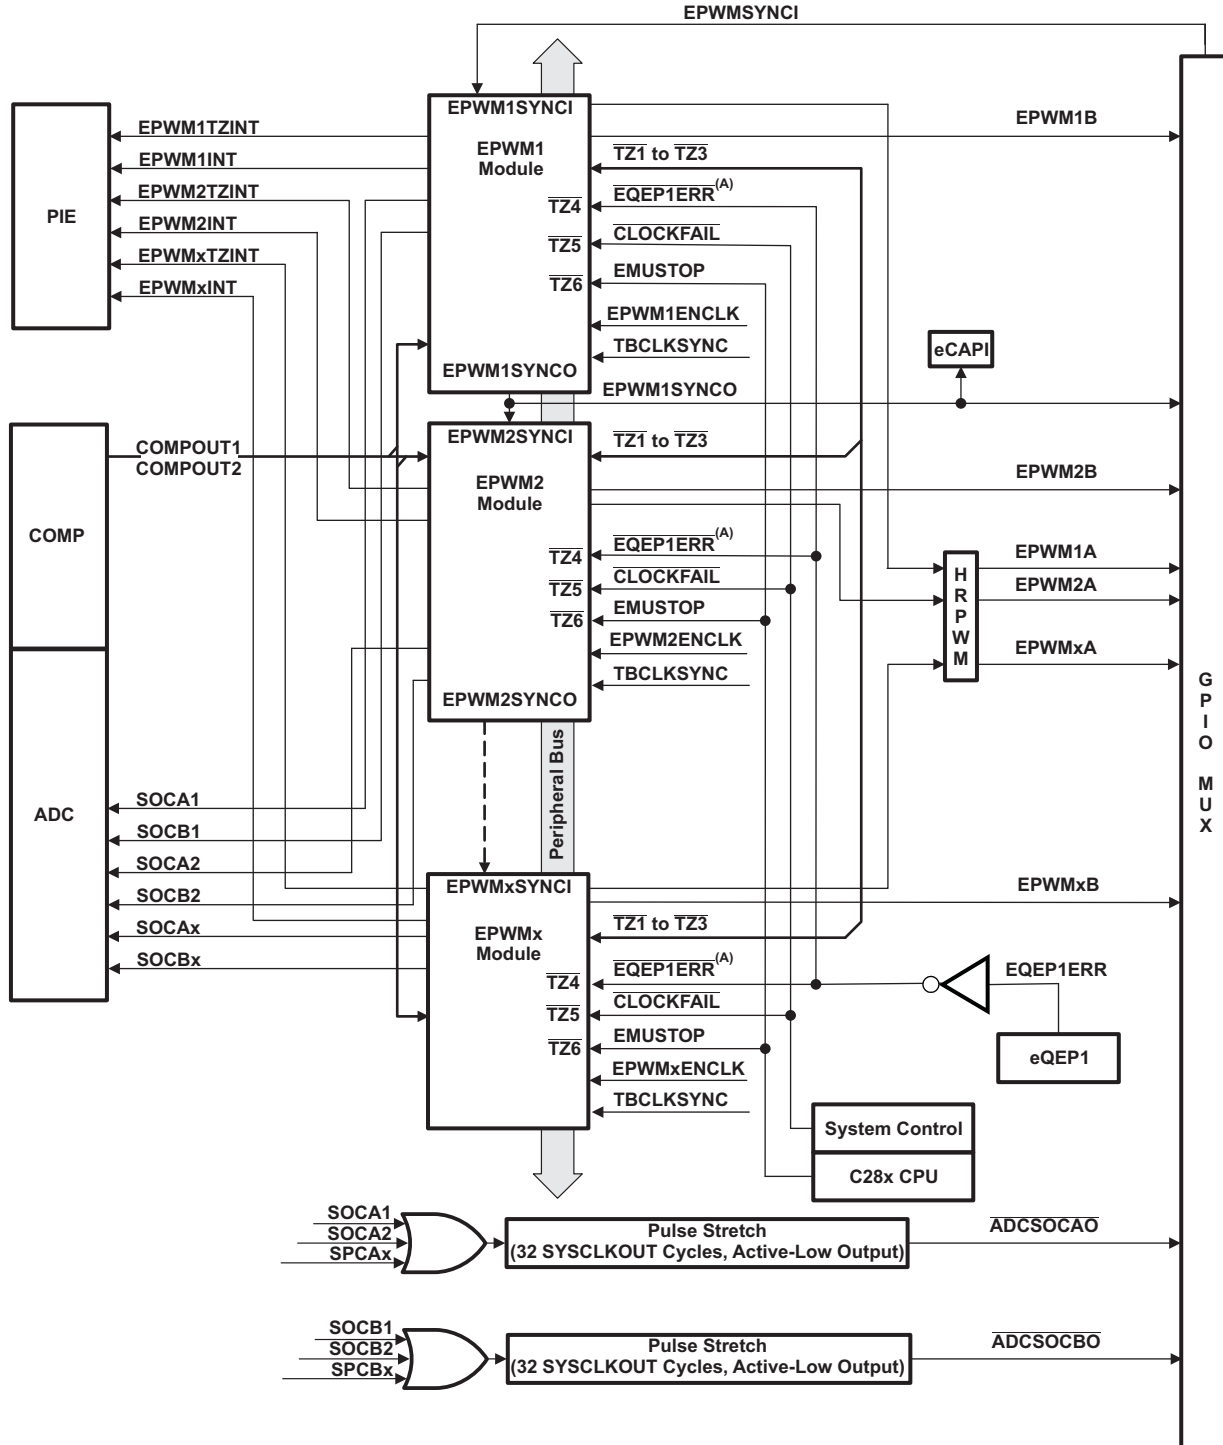 EPWMSYNCI
EPWM1SYNCI
EPWM1
Module
TZ4
TZ5
TZ6
EPWM1SYNCO
EPWM1TZINT
EPWM1INT
EPWM2TZINT
EPWM2INT
EPWMxTZINT
EPWMxINT
PIE
TZ1 to TZ3
EQEP1ERR(A)
CLOCKFAIL
EMUSTOP
EPWM1ENCLK
TBCLKSYNC
EPWM1B
eCAPI
EPWM1SYNCO
COMPOUT1
COMPOUT2
COMP
EPWM2SYNCI
EPWM2
Module
TZ4
TZ5
TZ6
EPWM2SYNCO
TZ1 to TZ3
EQEP1ERR(A)
CLOCKFAIL
EMUSTOP
EPWM2ENCLK
TBCLKSYNC
EPWM2B
HRPWM
EPWM1A
EPWM2A
EPWMxA
GPIO MUX
Peripheral Bus
ADC
SOCA1
SOCB1
SOCA2
SOCB2
SOCAx
SOCBx
EPWMxSYNCI
EPWMx
Module
TZ4
TZ5
TZ6
TZ1 to TZ3
EQEP1ERR(A)
CLOCKFAIL
EMUSTOP
EPWMxENCLK
TBCLKSYNC
EPWMxB
EQEP1ERR
eQEP1
System Control
C28x CPU
SOCA1
SOCA2
SPCAx
Pulse Stretch
(32 SYSCLKOUT Cycles, Active-Low Output)
ADCSOCAO
SOCB1
SOCB2
SPCBx
Pulse Stretch
(32 SYSCLKOUT Cycles, Active-Low Output)
ADCSOCBO